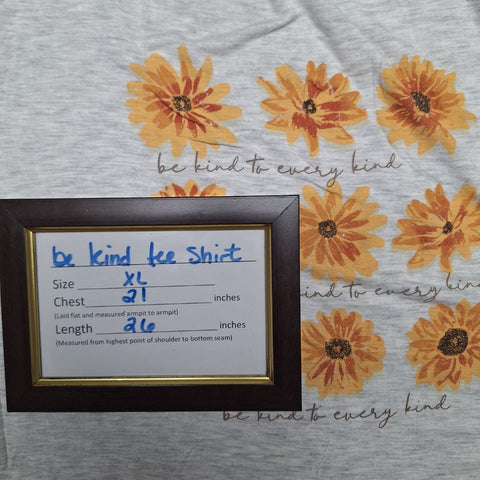 be kind to every kind
be kind tee shirt
Size XL
Chest 21 inches
(Laid flat and measured armpit to armpit)
Length 26 inches
(Measured from highest point of shoulder to bottom seam)
ind to every kind
be kind to every kind